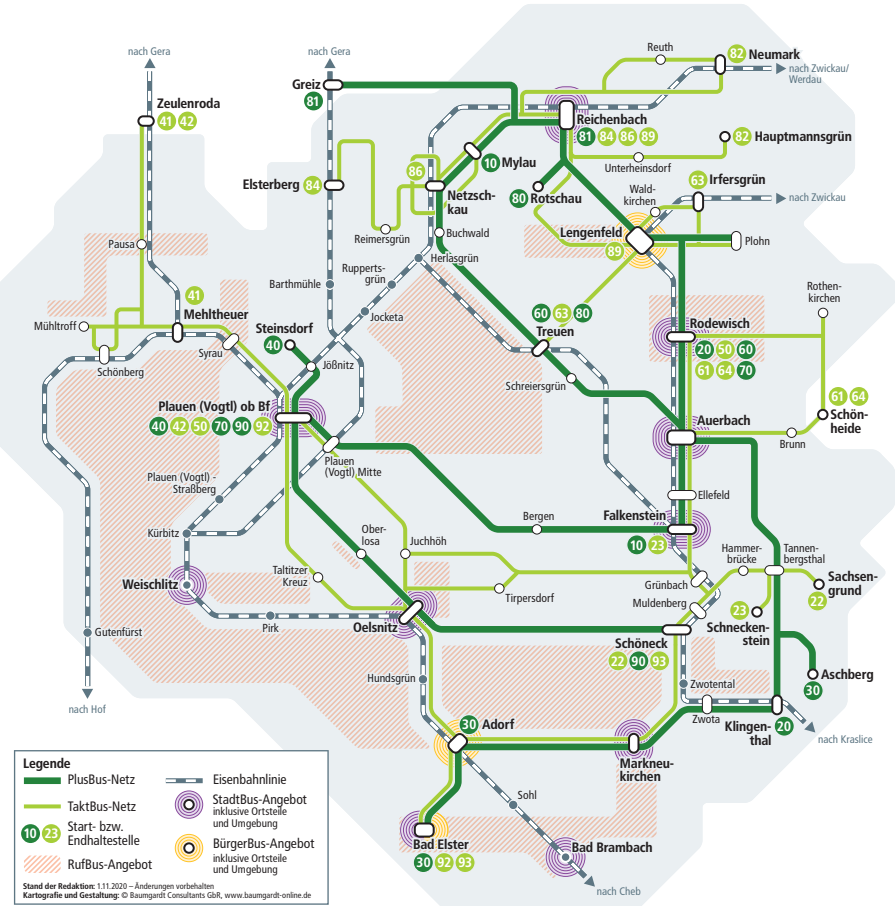 nach Gera
nach Gera
Reuth
82 Neumark
nach Zwickau/
Werdau
Greiz
81
Zeulenroda
41 42
Reichenbach
81 84 86 89
82 Hauptmannsgrün
10 Mylau
Unterheinsdorf
86
Elsterberg 84
Netzsch-
kau
80 Rotschau
Wald-
kirchen
63
Irfersgrün
nach Zwickau
Reimersgrün
Buchwald
Lengenfeld
89
Plohn
Pausa
Herlasgrün
Rupperts-
grün
Barthmühle
Rothen-
kirchen
41
Mehltheuer
Mühltroff
Jocketa
60 63 80
Treuen
Rodewisch
20 50 60
61 64 70
Steinsdorf
40
Syrau
Schönberg
Jößnitz
Schreiersgrün
61 64
Schön-
heide
Plauen (Vogtl) ob Bf
40 42 50 70 90 92
Auerbach
Brunn
Plauen
(Vogtl) Mitte
Plauen (Vogtl) -
Straßberg
Ellefeld
Bergen
Falkenstein
10 23
Kürbitz
Ober-
losa
Juchhöh
Hammer-
brücke
Tannen-
bergsthal
Weischlitz
Taltitzer
Kreuz
Tirpersdorf
Grünbach
Sachsen-
grund
22
Muldenberg
23
Schnecken-
stein
Pirk
Oelsnitz
Gutenfürst
Schöneck
22 90 93
Hundsgrün
Zwotental
Aschberg
30
nach Hof
30 Adorf
Zwota
Klingen-
thal
20
nach Kraslice
Markneu-
kirchen
Sohl
Bad Elster
30 92 93
Bad Brambach
nach Cheb
Legende
PlusBus-Netz
TaktBus-Netz
10 23 Start- bzw.
Endhaltestelle
RufBus-Angebot
Eisenbahnlinie
StadtBus-Angebot
inklusive Ortsteile
und Umgebung
BürgerBus-Angebot
inklusive Ortsteile
und Umgebung
Stand der Redaktion: 1.11.2020 – Änderungen vorbehalten
Kartografie und Gestaltung: © Baumgardt Consultants GbR, www.baumgardt-online.de